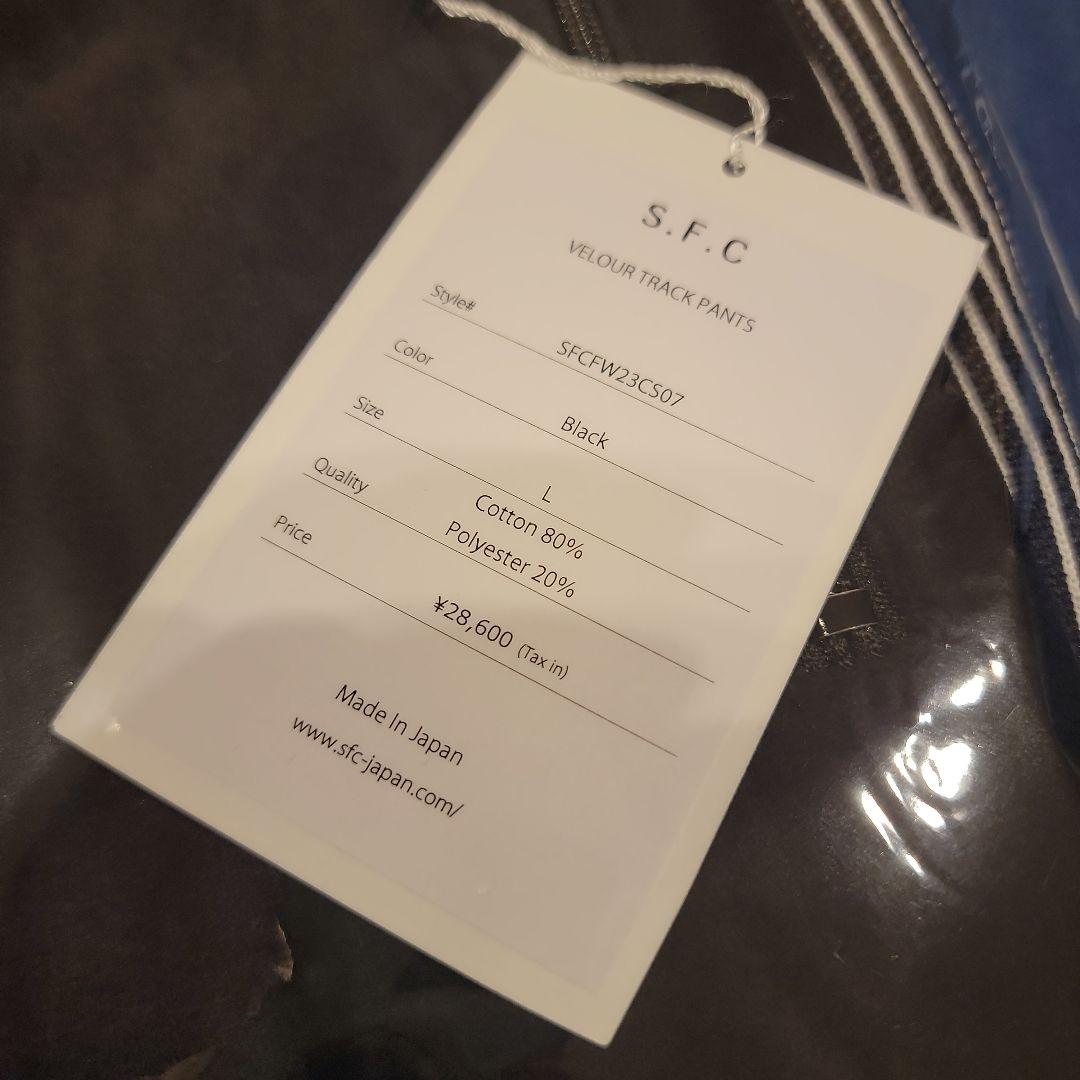 S.F.C
VELOUR TRACK PANTS
Style# SFCFW23CS07
Color Black
Size L
Quality Cotton 80%
Polyester 20%
Price ¥28,600 (Tax in)
Made In Japan
www.sfc-japan.com/